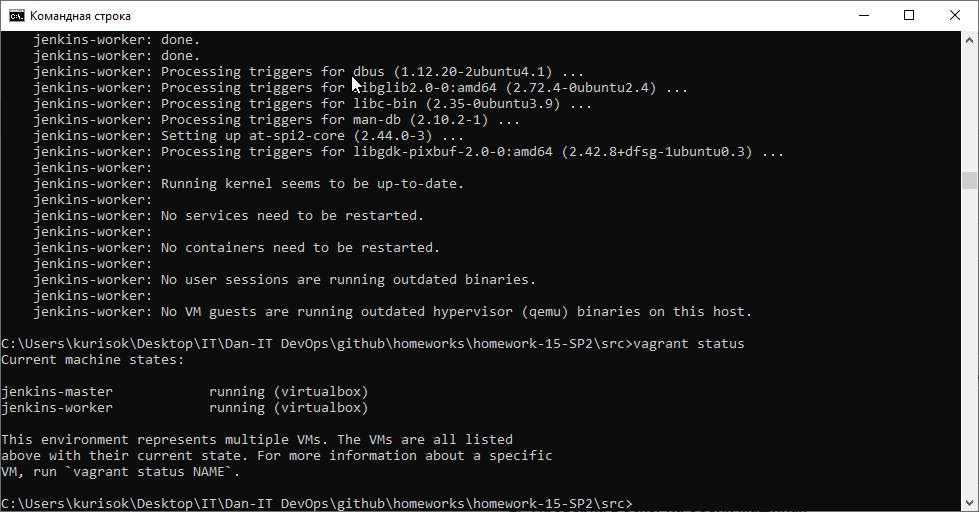 Командная строка
jenkins-worker: done.
jenkins-worker: done.
jenkins-worker: Processing triggers for dbus (1.12.20-2ubuntu4.1) ...
jenkins-worker: Processing triggers for libglib2.0-0:amd64 (2.72.4-0ubuntu2.4) ...
jenkins-worker: Processing triggers for libc-bin (2.35-0ubuntu3.9) ...
jenkins-worker: Processing triggers for man-db (2.10.2-1) ...
jenkins-worker: Setting up at-spi2-core (2.44.0-3) ...
jenkins-worker: Processing triggers for libgdk-pixbuf-2.0-0:amd64 (2.42.8+dfsg-1ubuntu0.3) ...
jenkins-worker:
jenkins-worker: Running kernel seems to be up-to-date.
jenkins-worker:
jenkins-worker: No services need to be restarted.
jenkins-worker:
jenkins-worker: No containers need to be restarted.
jenkins-worker:
jenkins-worker: No user sessions are running outdated binaries.
jenkins-worker:
jenkins-worker: No VM guests are running outdated hypervisor (qemu) binaries on this host.
C:\Users\kurisok\Desktop\IT\Dan-IT DevOps\github\homeworks\homework-15-SP2\src>vagrant status
Current machine states:
jenkins-master            running (virtualbox)
jenkins-worker            running (virtualbox)
This environment represents multiple VMs. The VMs are all listed
above with their current state. For more information about a specific
VM, run `vagrant status NAME`.
C:\Users\kurisok\Desktop\IT\Dan-IT DevOps\github\homeworks\homework-15-SP2\src>